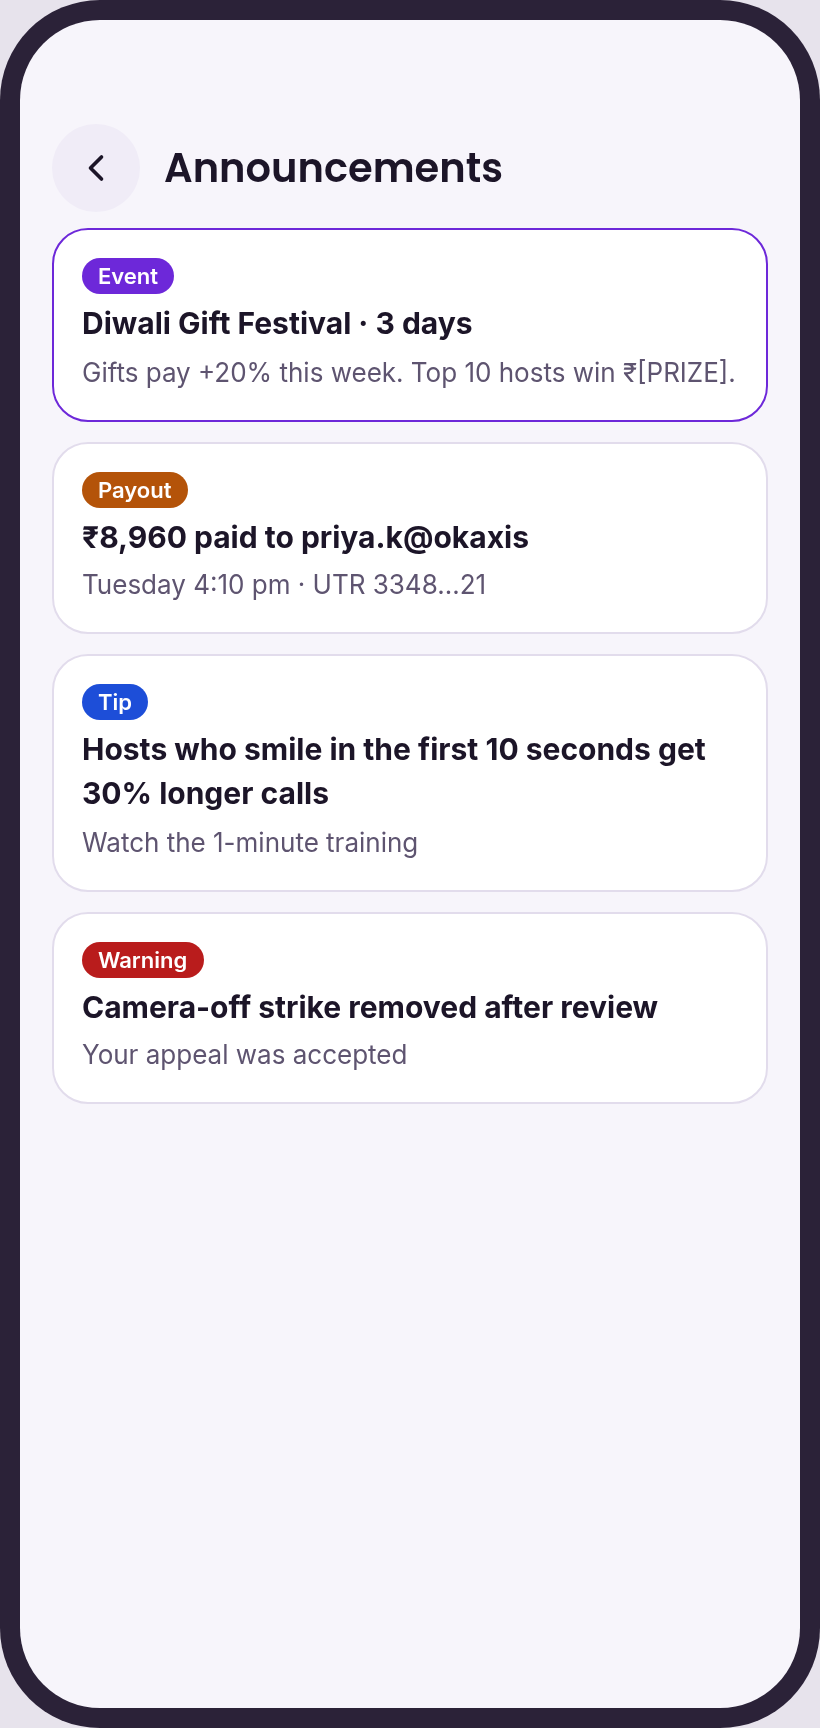 Announcements
Event
Diwali Gift Festival · 3 days
Gifts pay +20% this week. Top 10 hosts win ₹[PRIZE].
Payout
₹8,960 paid to priya.k@okaxis
Tuesday 4:10 pm · UTR 3348…21
Tip
Hosts who smile in the first 10 seconds get
30% longer calls
Watch the 1-minute training
Warning
Camera-off strike removed after review
Your appeal was accepted